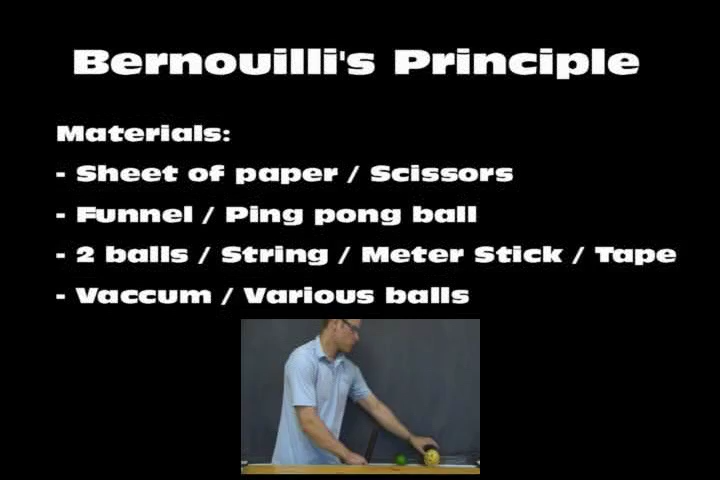 Bernouilli's Principle
Materials:
- Sheet of paper / Scissors
- Funnel / Ping pong ball
- 2 balls / String / Meter Stick / Tape
- Vaccum / Various balls